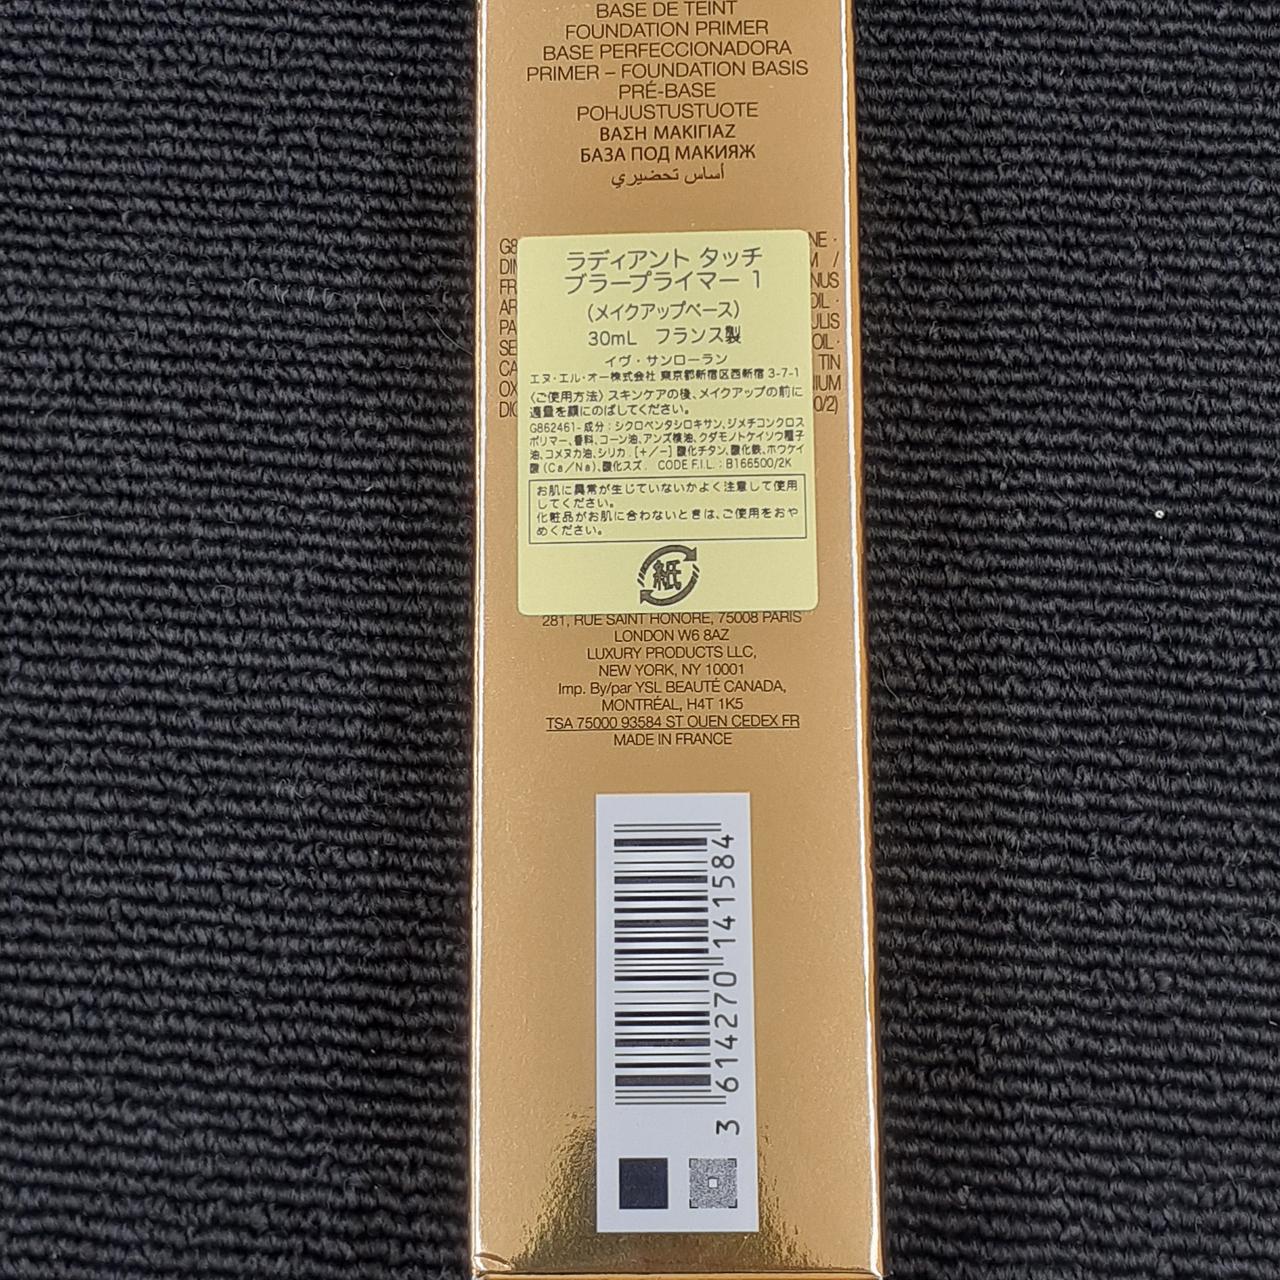 BASE DE TEINT
FOUNDATION PRIMER
BASE PERFECCIONADORA
PRIMER – FOUNDATION BASIS
PRÉ-BASE
POHJUSTUSTUOTE
ΒΑΣΗ ΜΑΚΙΓΙΑΖ
БАЗА ПОД МАКИЯЖ
أساس تحضيري
ラディアント タッチ
ブラープライマー 1
(メイクアップベース)
30mL フランス製
イヴ・サンローラン
エヌ・エル・オー株式会社 東京都新宿区西新宿 3-7-1
〈ご使用方法〉スキンケアの後、メイクアップの前に
適量を顔にのばしてください。
G862461- 成分 : シクロペンタシロキサン、ジメチコンクロス
ポリマー、香料、コーン油、アンズ核油、クダモノトケイソウ種子
油、コメヌカ油、シリカ . [+/−] 酸化チタン、酸化鉄、ホウケイ
酸 (Ca/Na)、酸化スズ. CODE F.I.L. : B166500/2K
お肌に異常が生じていないかよく注意して使用
してください。
化粧品がお肌に合わないときは、ご使用をおや
めください。
紙
281, RUE SAINT HONORÉ, 75008 PARIS
LONDON W6 8AZ
LUXURY PRODUCTS LLC,
NEW YORK, NY 10001
Imp. By/par YSL BEAUTÉ CANADA,
MONTRÉAL, H4T 1K5
TSA 75000 93584 ST OUEN CEDEX FR
MADE IN FRANCE
3 614270 141584